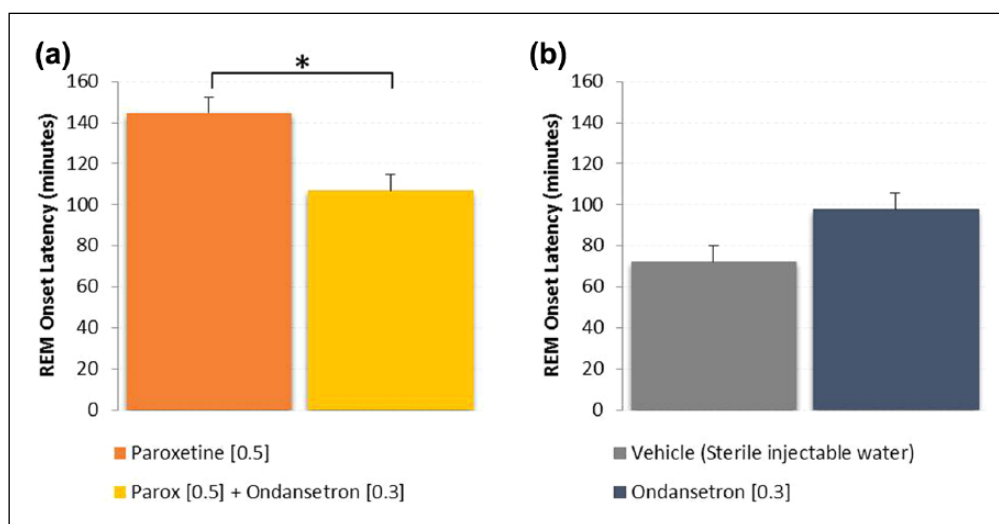 (a)
*
REM Onset Latency (minutes)
160
140
120
100
80
60
40
20
0
Paroxetine [0.5]
Parox [0.5] + Ondansetron [0.3]
(b)
REM Onset Latency (minutes)
160
140
120
100
80
60
40
20
0
Vehicle (Sterile injectable water)
Ondansetron [0.3]